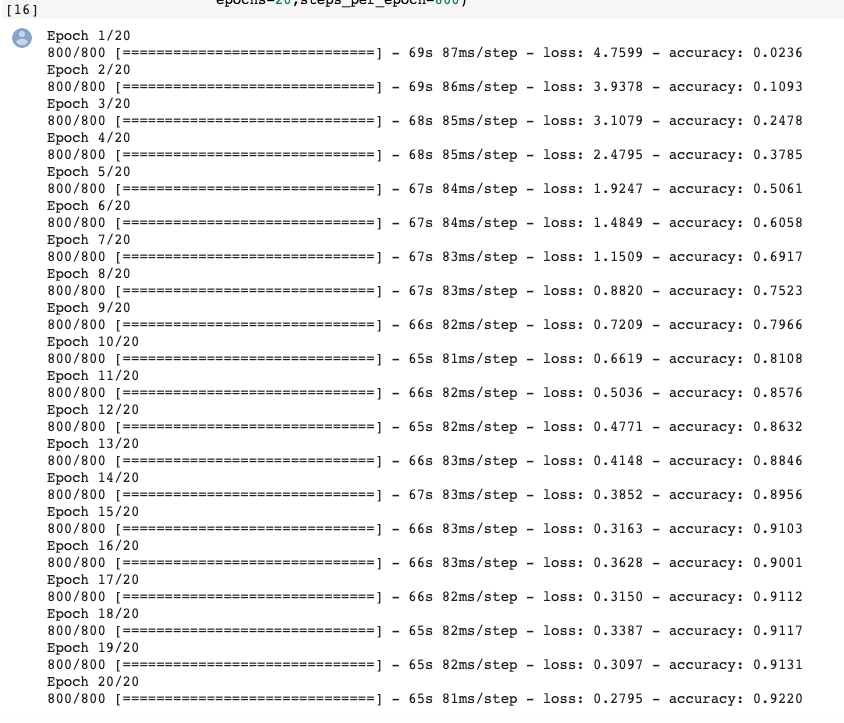 epochs=20,steps_per_epoch=800)
[16]
Epoch 1/20
800/800 [==============================] - 69s 87ms/step - loss: 4.7599 - accuracy: 0.0236
Epoch 2/20
800/800 [==============================] - 69s 86ms/step - loss: 3.9378 - accuracy: 0.1093
Epoch 3/20
800/800 [==============================] - 68s 85ms/step - loss: 3.1079 - accuracy: 0.2478
Epoch 4/20
800/800 [==============================] - 68s 85ms/step - loss: 2.4795 - accuracy: 0.3785
Epoch 5/20
800/800 [==============================] - 67s 84ms/step - loss: 1.9247 - accuracy: 0.5061
Epoch 6/20
800/800 [==============================] - 67s 84ms/step - loss: 1.4849 - accuracy: 0.6058
Epoch 7/20
800/800 [==============================] - 67s 83ms/step - loss: 1.1509 - accuracy: 0.6917
Epoch 8/20
800/800 [==============================] - 67s 83ms/step - loss: 0.8820 - accuracy: 0.7523
Epoch 9/20
800/800 [==============================] - 66s 82ms/step - loss: 0.7209 - accuracy: 0.7966
Epoch 10/20
800/800 [==============================] - 65s 81ms/step - loss: 0.6619 - accuracy: 0.8108
Epoch 11/20
800/800 [==============================] - 66s 82ms/step - loss: 0.5036 - accuracy: 0.8576
Epoch 12/20
800/800 [==============================] - 65s 82ms/step - loss: 0.4771 - accuracy: 0.8632
Epoch 13/20
800/800 [==============================] - 66s 83ms/step - loss: 0.4148 - accuracy: 0.8846
Epoch 14/20
800/800 [==============================] - 67s 83ms/step - loss: 0.3852 - accuracy: 0.8956
Epoch 15/20
800/800 [==============================] - 66s 83ms/step - loss: 0.3163 - accuracy: 0.9103
Epoch 16/20
800/800 [==============================] - 66s 83ms/step - loss: 0.3628 - accuracy: 0.9001
Epoch 17/20
800/800 [==============================] - 66s 82ms/step - loss: 0.3150 - accuracy: 0.9112
Epoch 18/20
800/800 [==============================] - 65s 82ms/step - loss: 0.3387 - accuracy: 0.9117
Epoch 19/20
800/800 [==============================] - 65s 82ms/step - loss: 0.3097 - accuracy: 0.9131
Epoch 20/20
800/800 [==============================] - 65s 81ms/step - loss: 0.2795 - accuracy: 0.9220